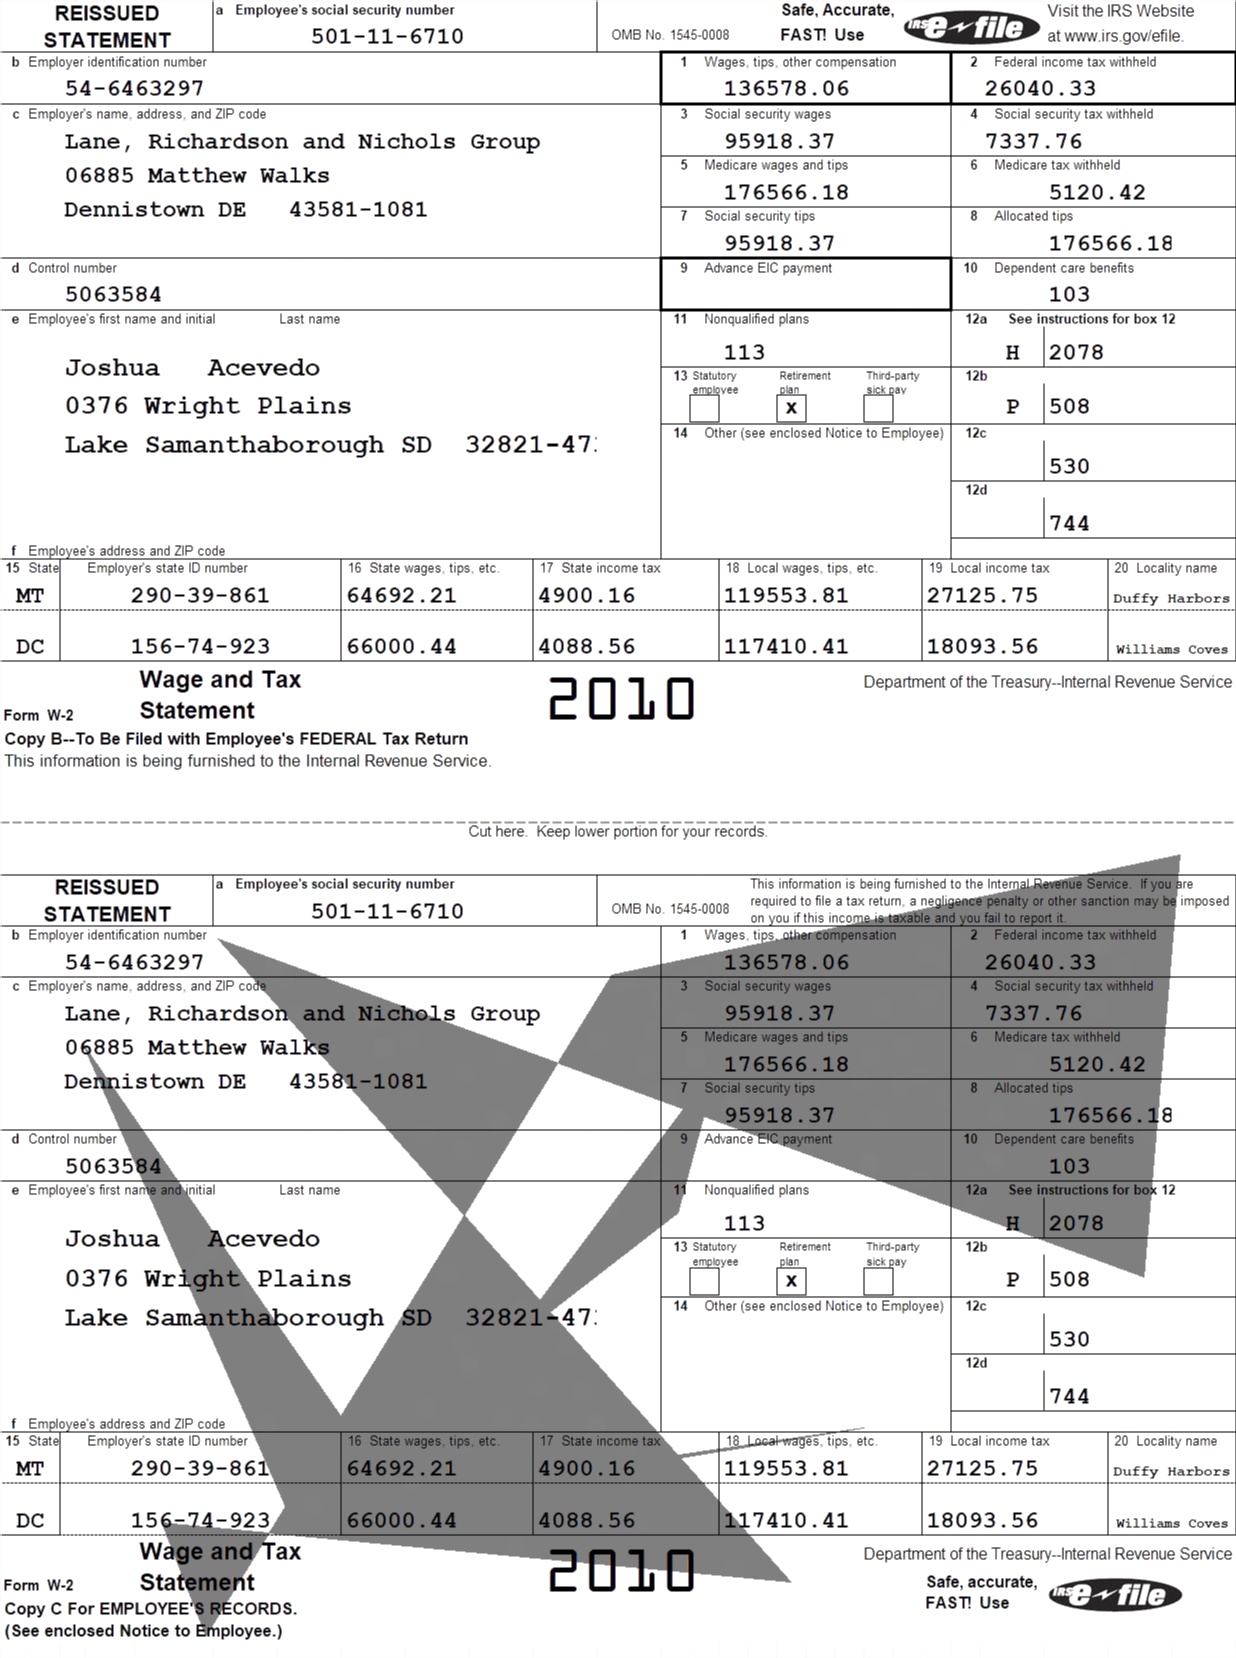 REISSUED STATEMENT
a Employee's social security number
501-11-6710
OMB No. 1545-0008
Safe, Accurate, FAST! Use
IRS e-file
Visit the IRS Website at www.irs.gov/efile.
b Employer identification number
54-6463297
1 Wages, tips, other compensation
136578.06
2 Federal income tax withheld
26040.33
c Employer's name, address, and ZIP code
Lane, Richardson and Nichols Group
06885 Matthew Walks
Dennistown DE 43581-1081
3 Social security wages
95918.37
4 Social security tax withheld
7337.76
5 Medicare wages and tips
176566.18
6 Medicare tax withheld
5120.42
7 Social security tips
95918.37
8 Allocated tips
176566.18
d Control number
5063584
9 Advance EIC payment
10 Dependent care benefits
103
e Employee's first name and initial Last name
Joshua Acevedo
0376 Wright Plains
Lake Samanthaborough SD 32821-47
11 Nonqualified plans
113
12a See instructions for box 12
H 2078
13 Statutory employee Retirement plan Third-party sick pay
X
12b
P 508
14 Other (see enclosed Notice to Employee)
12c
530
12d
744
f Employee's address and ZIP code
15 State Employer's state ID number 16 State wages, tips, etc. 17 State income tax 18 Local wages, tips, etc. 19 Local income tax 20 Locality name
MT 290-39-861 64692.21 4900.16 119553.81 27125.75 Duffy Harbors
DC 156-74-923 66000.44 4088.56 117410.41 18093.56 Williams Coves
Form W-2 Wage and Tax Statement
2010
Department of the Treasury--Internal Revenue Service
Copy B--To Be Filed with Employee's FEDERAL Tax Return
This information is being furnished to the Internal Revenue Service.
Cut here. Keep lower portion for your records.
REISSUED STATEMENT
a Employee's social security number
501-11-6710
OMB No. 1545-0008
This information is being furnished to the Internal Revenue Service. If you are
required to file a tax return, a negligence penalty or other sanction may be imposed
on you if this income is taxable and you fail to report it.
b Employer identification number
54-6463297
1 Wages, tips, other compensation
136578.06
2 Federal income tax withheld
26040.33
c Employer's name, address, and ZIP code
Lane, Richardson and Nichols Group
06885 Matthew Walks
Dennistown DE 43581-1081
3 Social security wages
95918.37
4 Social security tax withheld
7337.76
5 Medicare wages and tips
176566.18
6 Medicare tax withheld
5120.42
7 Social security tips
95918.37
8 Allocated tips
176566.18
d Control number
5063584
9 Advance EIC payment
10 Dependent care benefits
103
e Employee's first name and initial Last name
Joshua Acevedo
0376 Wright Plains
Lake Samanthaborough SD 32821-47
11 Nonqualified plans
113
12a See instructions for box 12
H 2078
13 Statutory employee Retirement plan Third-party sick pay
X
12b
P 508
14 Other (see enclosed Notice to Employee)
12c
530
12d
744
f Employee's address and ZIP code
15 State Employer's state ID number 16 State wages, tips, etc. 17 State income tax 18 Local wages, tips, etc. 19 Local income tax 20 Locality name
MT 290-39-861 64692.21 4900.16 119553.81 27125.75 Duffy Harbors
DC 156-74-923 66000.44 4088.56 117410.41 18093.56 Williams Coves
Form W-2 Wage and Tax Statement
2010
Department of the Treasury--Internal Revenue Service
Safe, accurate, FAST! Use
IRS e-file
Copy C For EMPLOYEE'S RECORDS.
(See enclosed Notice to Employee.)